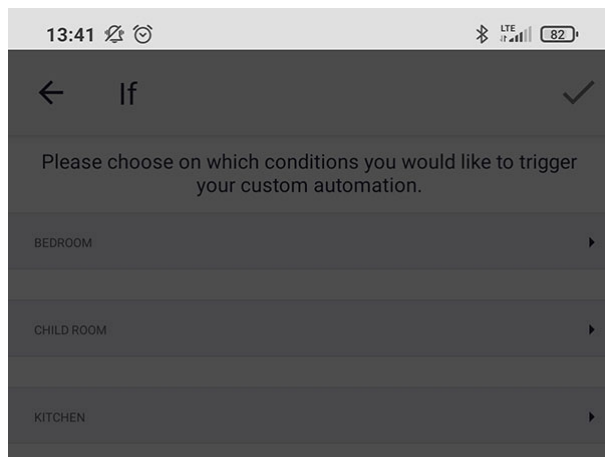 13:41 LTE 82
If
Please choose on which conditions you would like to trigger
your custom automation.
BEDROOM
CHILD ROOM
KITCHEN